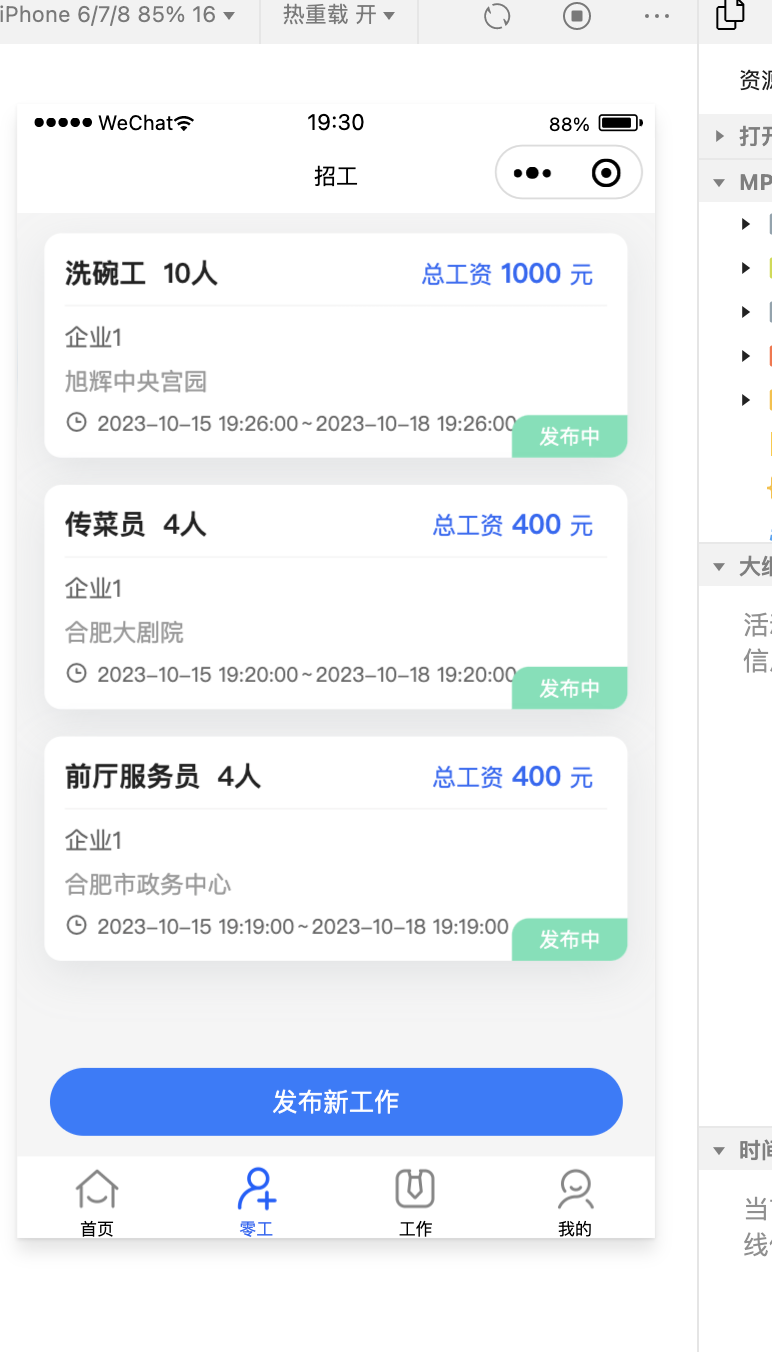 iPhone 6/7/8 85% 16
热重载 开
WeChat
19:30
88%
招工
洗碗工 10人
总工资 1000 元
企业1
旭辉中央宫园
2023-10-15 19:26:00~2023-10-18 19:26:00
发布中
传菜员 4人
总工资 400 元
企业1
合肥大剧院
2023-10-15 19:20:00~2023-10-18 19:20:00
发布中
前厅服务员 4人
总工资 400 元
企业1
合肥市政务中心
2023-10-15 19:19:00~2023-10-18 19:19:00
发布中
发布新工作
首页
零工
工作
我的
资源
打开
MP
大纲
活
信
时间
当
线